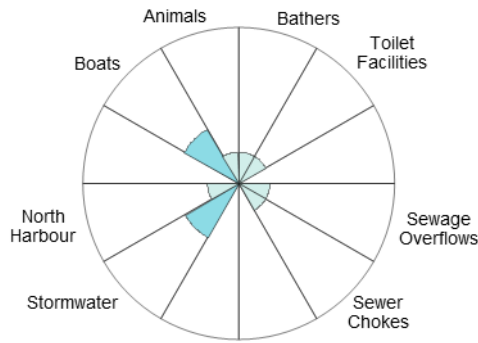 Animals
Bathers
Toilet
Facilities
Boats
North
Harbour
Sewage
Overflows
Stormwater
Sewer
Chokes